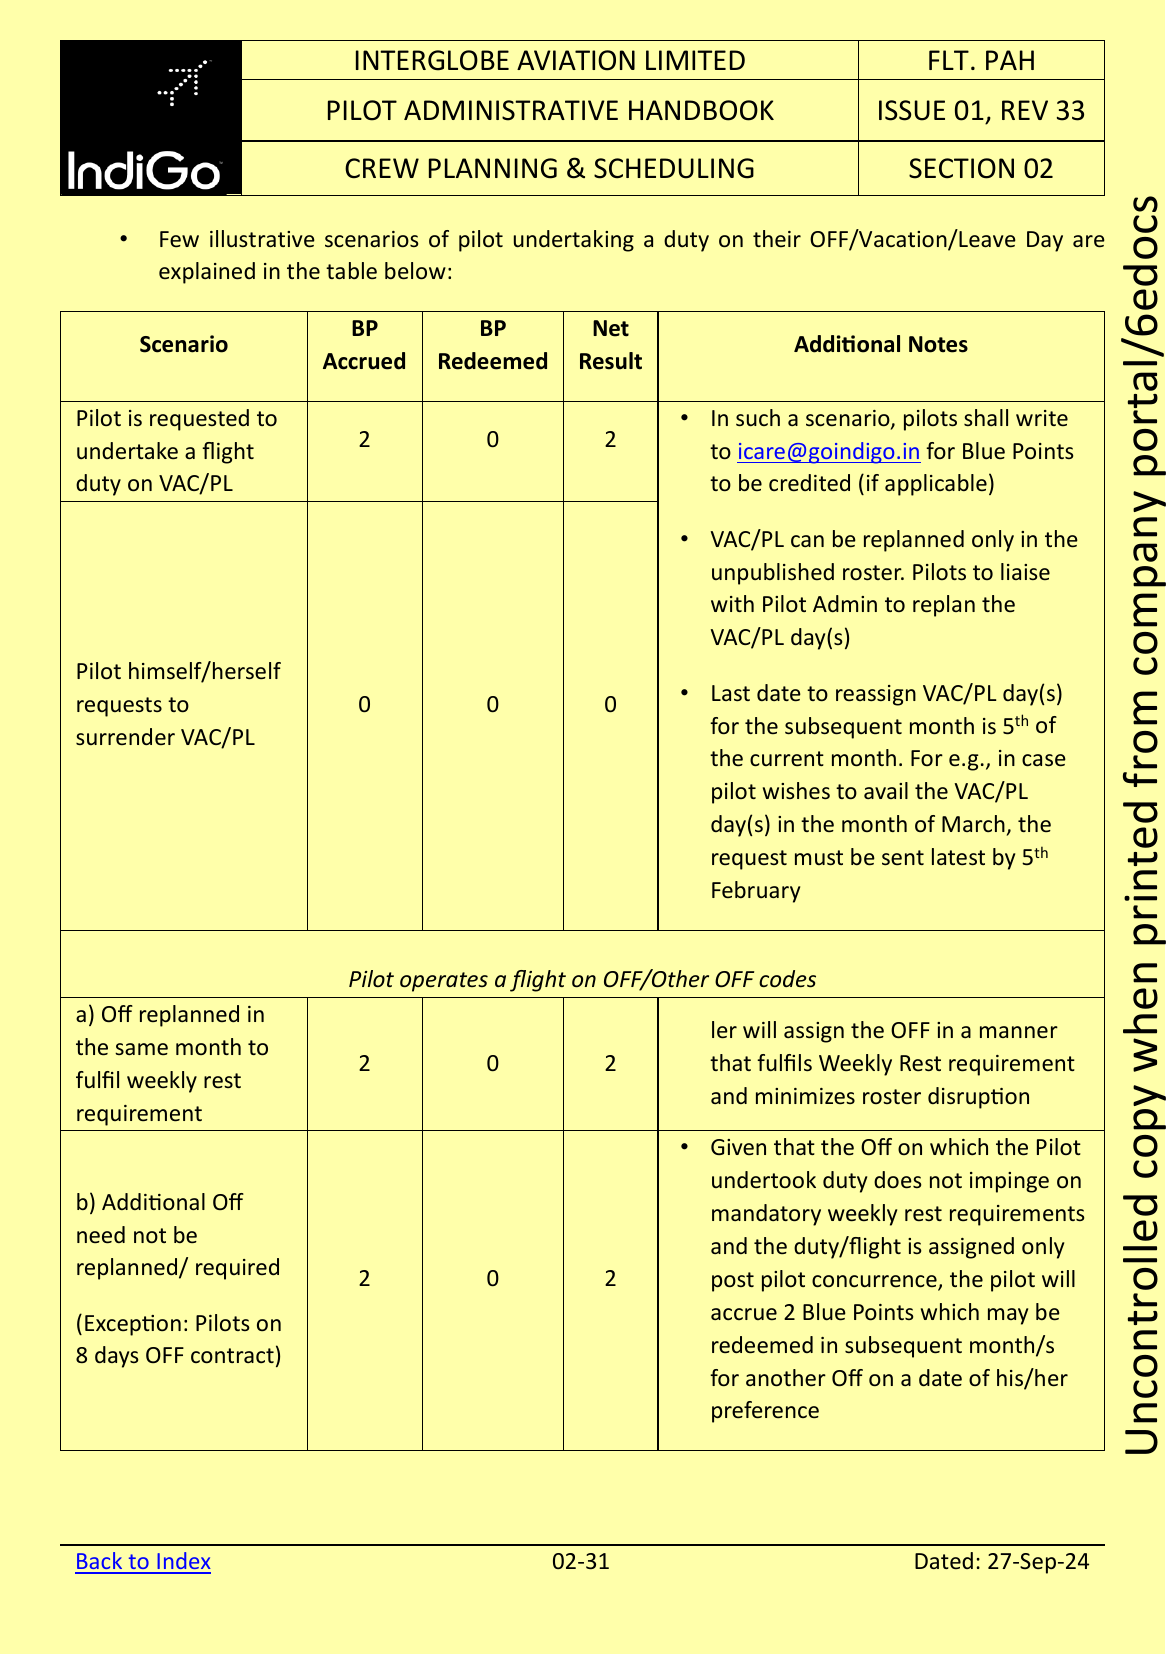 INTERGLOBE AVIATION LIMITED
FLT. PAH
PILOT ADMINISTRATIVE HANDBOOK
ISSUE 01, REV 33
IndiGo
CREW PLANNING & SCHEDULING
SECTION 02
• Few illustrative scenarios of pilot undertaking a duty on their OFF/Vacation/Leave Day are
explained in the table below:
Scenario
BP
Accrued
BP
Redeemed
Net
Result
Additional Notes
Pilot is requested to
undertake a flight
duty on VAC/PL
2
0
2
• In such a scenario, pilots shall write
to icare@goindigo.in for Blue Points
to be credited (if applicable)
• VAC/PL can be replanned only in the
unpublished roster. Pilots to liaise
with Pilot Admin to replan the
VAC/PL day(s)
• Last date to reassign VAC/PL day(s)
for the subsequent month is 5th of
the current month. For e.g., in case
pilot wishes to avail the VAC/PL
day(s) in the month of March, the
request must be sent latest by 5th
February
Pilot himself/herself
requests to
surrender VAC/PL
0
0
0
Pilot operates a flight on OFF/Other OFF codes
a) Off replanned in
the same month to
fulfil weekly rest
requirement
2
0
2
ler will assign the OFF in a manner
that fulfils Weekly Rest requirement
and minimizes roster disruption
b) Additional Off
need not be
replanned/ required
(Exception: Pilots on
8 days OFF contract)
2
0
2
• Given that the Off on which the Pilot
undertook duty does not impinge on
mandatory weekly rest requirements
and the duty/flight is assigned only
post pilot concurrence, the pilot will
accrue 2 Blue Points which may be
redeemed in subsequent month/s
for another Off on a date of his/her
preference
Back to Index
02-31
Dated: 27-Sep-24
Uncontrolled copy when printed from company portal/6edocs